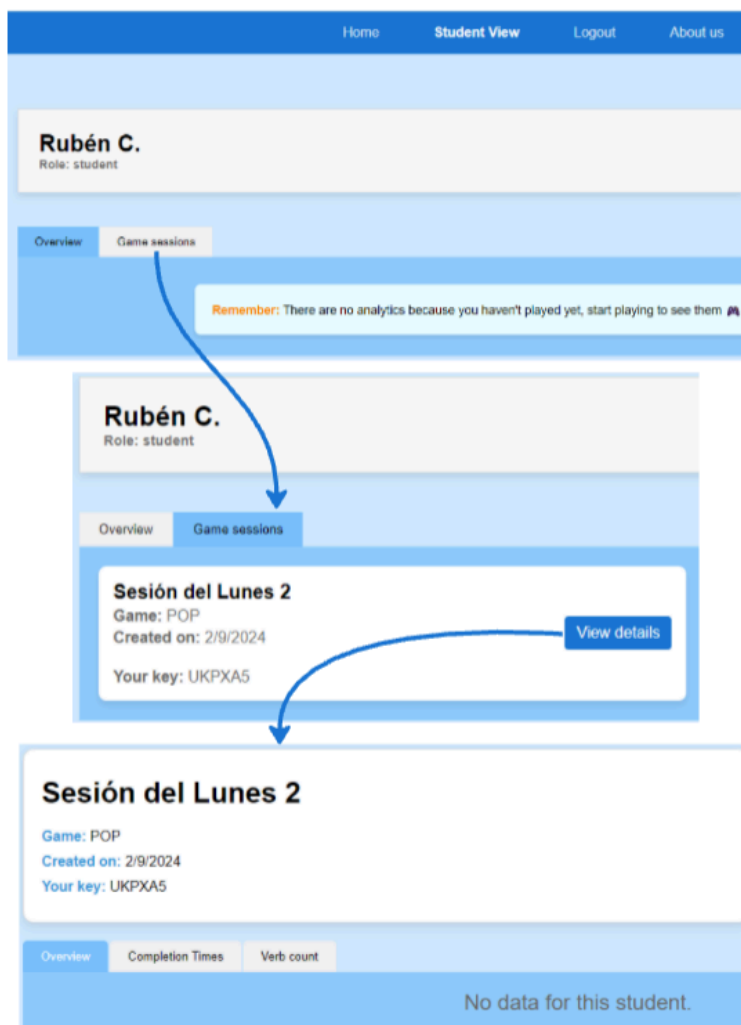 Home Student View Logout About us
Rubén C.
Role: student
Overview Game sessions
Remember: There are no analytics because you haven't played yet, start playing to see them 🎮
Rubén C.
Role: student
Overview Game sessions
Sesión del Lunes 2
Game: POP
Created on: 2/9/2024
View details
Your key: UKPXA5
Sesión del Lunes 2
Game: POP
Created on: 2/9/2024
Your key: UKPXA5
Overview Completion Times Verb count
No data for this student.